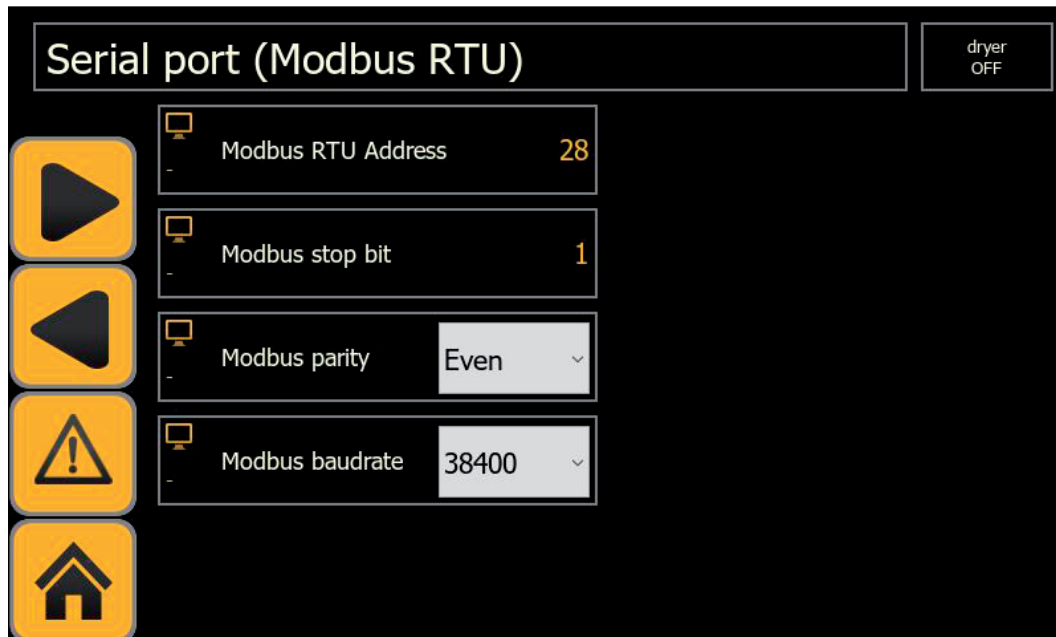 Serial port (Modbus RTU)
dryer
OFF
Modbus RTU Address 28
-
Modbus stop bit 1
-
Modbus parity Even
-
Modbus baudrate 38400
-